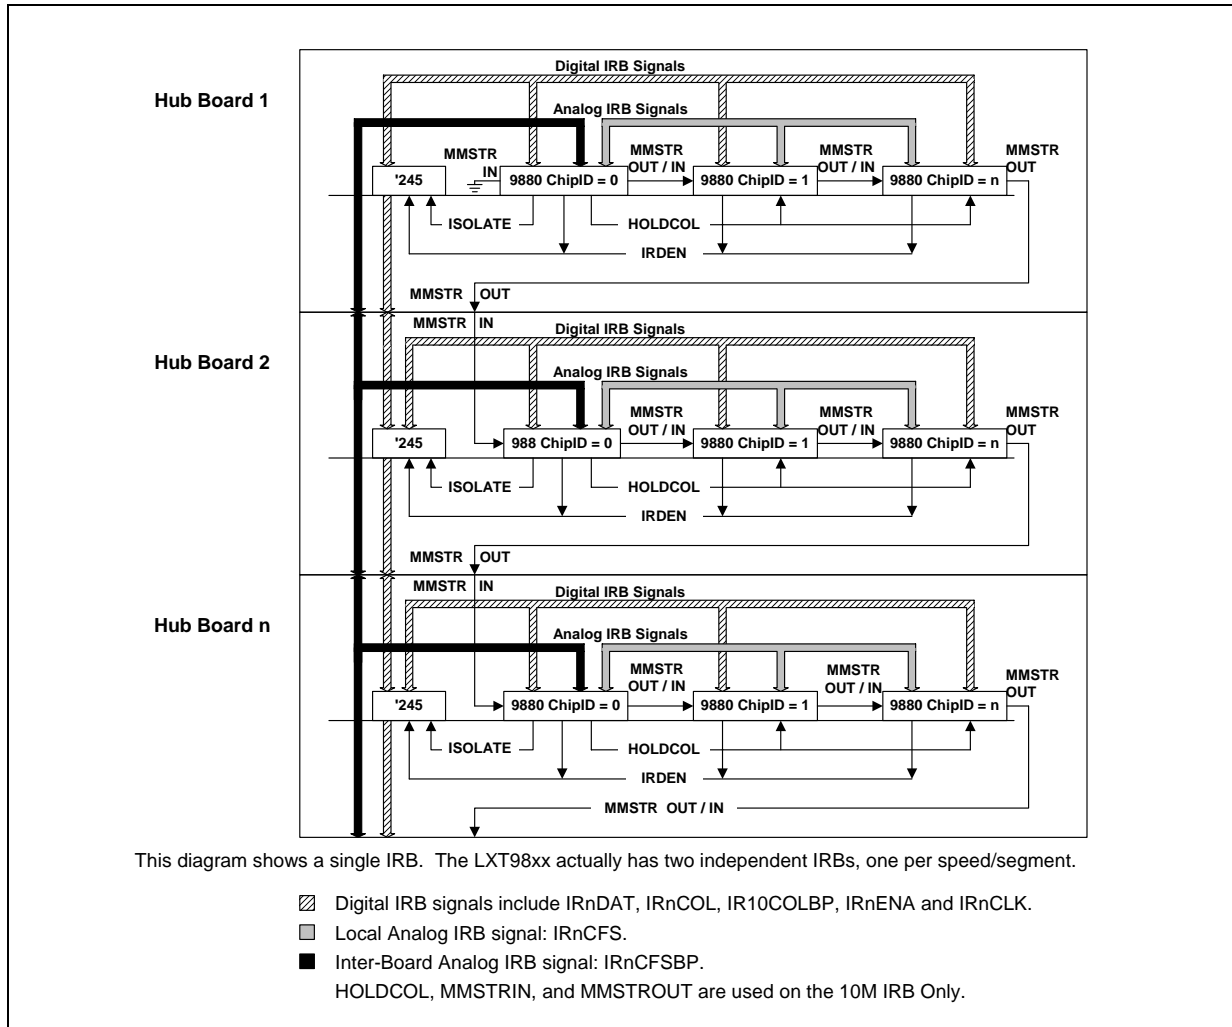 Digital IRB Signals
Hub Board 1
Analog IRB Signals
MMSTR
IN
MMSTR
OUT / IN
MMSTR
OUT / IN
MMSTR
OUT
'245
9880 ChipID = 0
9880 ChipID = 1
9880 ChipID = n
ISOLATE
HOLDCOL
IRDEN
MMSTR OUT
MMSTR IN
Digital IRB Signals
Hub Board 2
Analog IRB Signals
MMSTR
OUT / IN
MMSTR
OUT / IN
MMSTR
OUT
'245
988 ChipID = 0
9880 ChipID = 1
9880 ChipID = n
ISOLATE
HOLDCOL
IRDEN
MMSTR OUT
MMSTR IN
Digital IRB Signals
Hub Board n
Analog IRB Signals
MMSTR
OUT / IN
MMSTR
OUT / IN
MMSTR
OUT
'245
9880 ChipID = 0
9880 ChipID = 1
9880 ChipID = n
ISOLATE
HOLDCOL
IRDEN
MMSTR OUT / IN
This diagram shows a single IRB. The LXT98xx actually has two independent IRBs, one per speed/segment.
Digital IRB signals include IRnDAT, IRnCOL, IR10COLBP, IRnENA and IRnCLK.
Local Analog IRB signal: IRnCFS.
Inter-Board Analog IRB signal: IRnCFSBP.
HOLDCOL, MMSTRIN, and MMSTROUT are used on the 10M IRB Only.